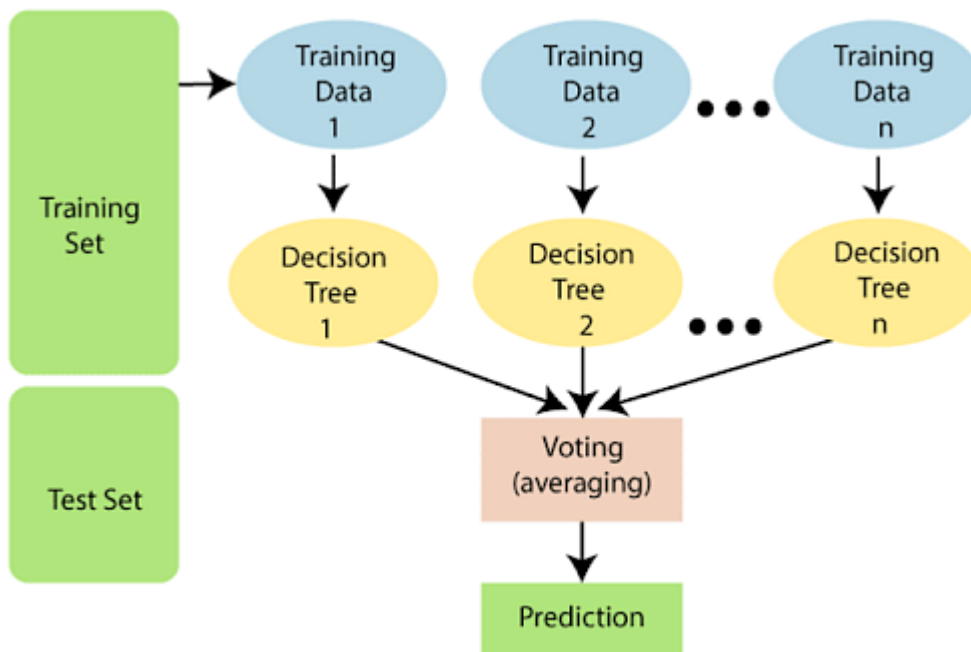 Training
Set
Test Set
Training
Data
1
Training
Data
2
Training
Data
n
Decision
Tree
1
Decision
Tree
2
Decision
Tree
n
Voting
(averaging)
Prediction